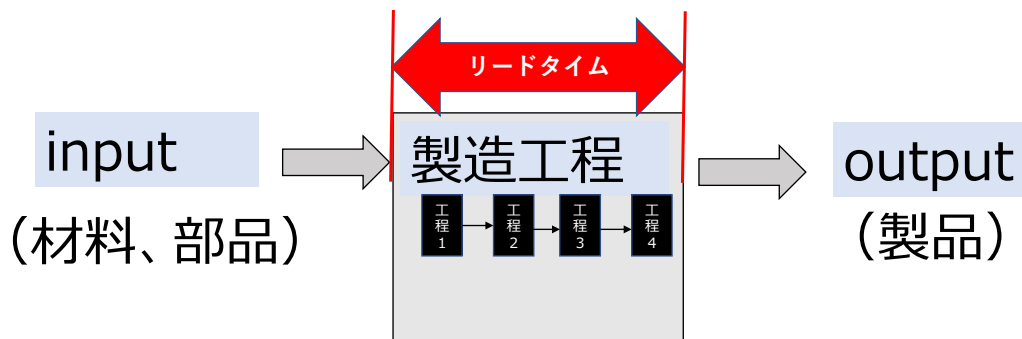 リードタイム
input
(材料、部品)
製造工程
工程1
工程2
工程3
工程4
output
(製品)